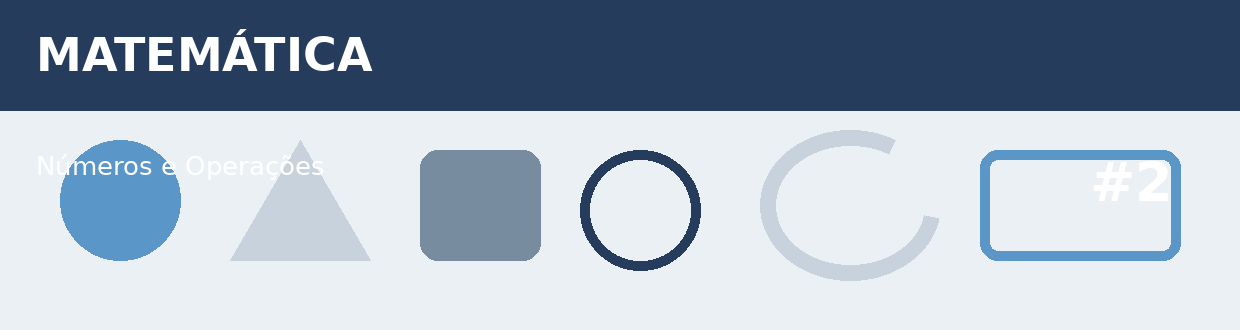 MATEMÁTICA
Números e Operações
#2